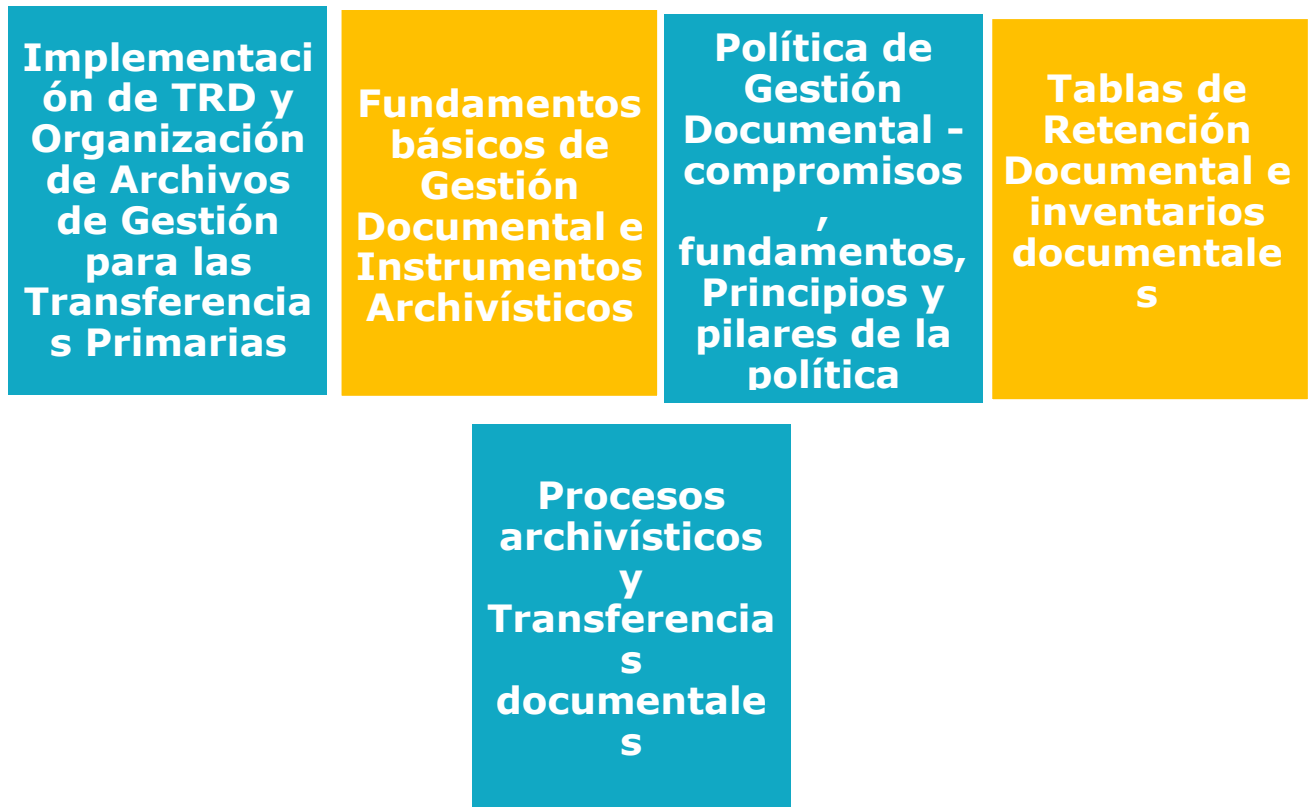 Implementaci
ón de TRD y
Organización
de Archivos
de Gestión
para las
Transferencia
s Primarias
Fundamentos
básicos de
Gestión
Documental e
Instrumentos
Archivísticos
Política de
Gestión
Documental -
compromisos
,
fundamentos,
Principios y
pilares de la
política
Tablas de
Retención
Documental e
inventarios
documentale
s
Procesos
archivísticos
y
Transferencia
s
documentale
s